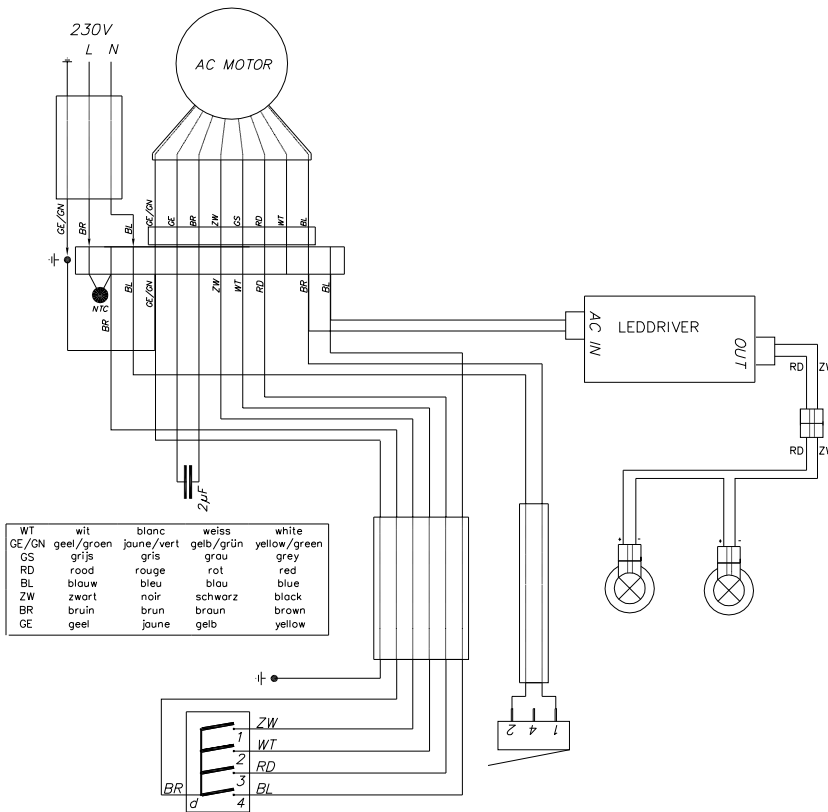 230V
L N
AC MOTOR
GE/GN BR BL GE/GN GE BR ZW GS RD WT BL
NTC
BR BL GE/GN ZW WT RD BR BL
AC IN
LEDDRIVER
OUT
RD ZW
RD ZW
2µF
+ - + -
WT wit blanc weiss white
GE/GN geel/groen jaune/vert gelb/grün yellow/green
GS grijs gris grau grey
RD rood rouge rot red
BL blauw bleu blau blue
ZW zwart noir schwarz black
BR bruin brun braun brown
GE geel jaune gelb yellow
2 4 1
ZW
1
WT
2
RD
3
BR d 4 BL